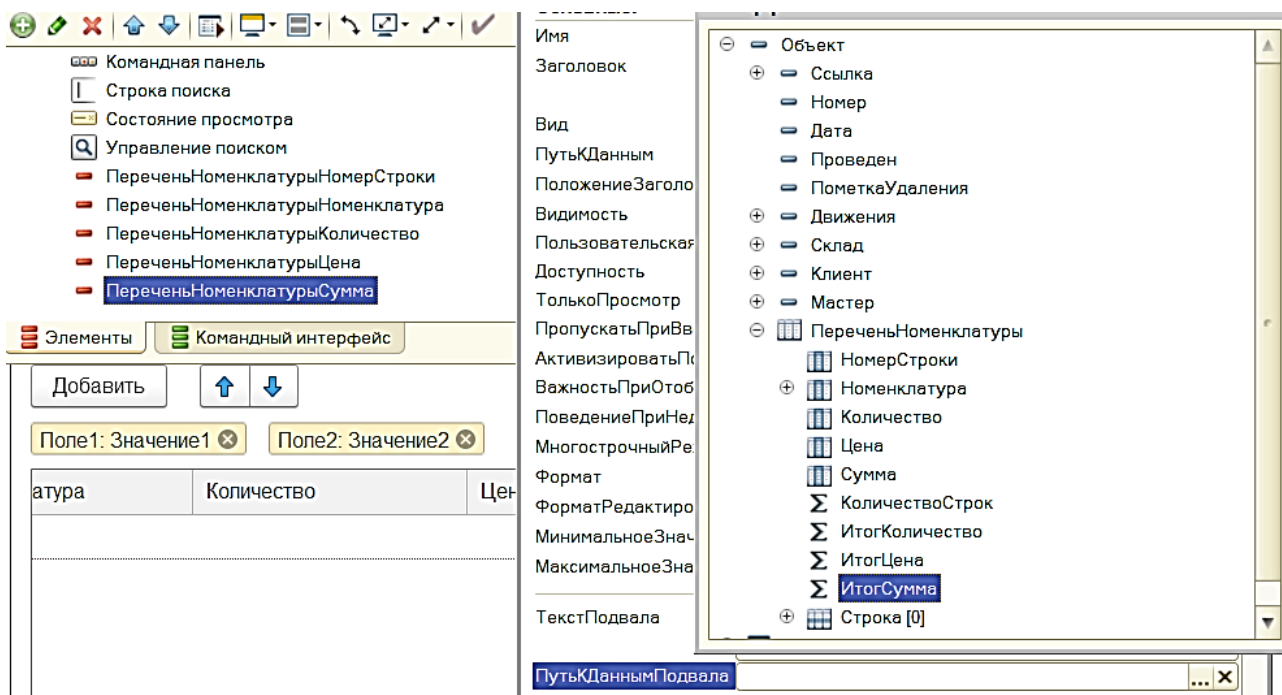 Командная панель
Строка поиска
Состояние просмотра
Управление поиском
ПереченьНоменклатурыНомерСтроки
ПереченьНоменклатурыНоменклатура
ПереченьНоменклатурыКоличество
ПереченьНоменклатурыЦена
ПереченьНоменклатурыСумма
Элементы
Командный интерфейс
Добавить
Поле1: Значение1
Поле2: Значение2
атура
Количество
Цен
Имя
Заголовок
Вид
ПутьКДанным
ПоложениеЗаголо
Видимость
Пользовательская
Доступность
ТолькоПросмотр
ПропускатьПриВв
АктивизироватьПо
ВажностьПриОтоб
ПоведениеПриНед
МногострочныйРе
Формат
ФорматРедактиро
МинимальноеЗнач
МаксимальноеЗна
ТекстПодвала
ПутьКДаннымПодвала
...
Объект
Ссылка
Номер
Дата
Проведен
ПометкаУдаления
Движения
Склад
Клиент
Мастер
ПереченьНоменклатуры
НомерСтроки
Номенклатура
Количество
Цена
Сумма
КоличествоСтрок
ИтогКоличество
ИтогЦена
ИтогСумма
Строка [0]